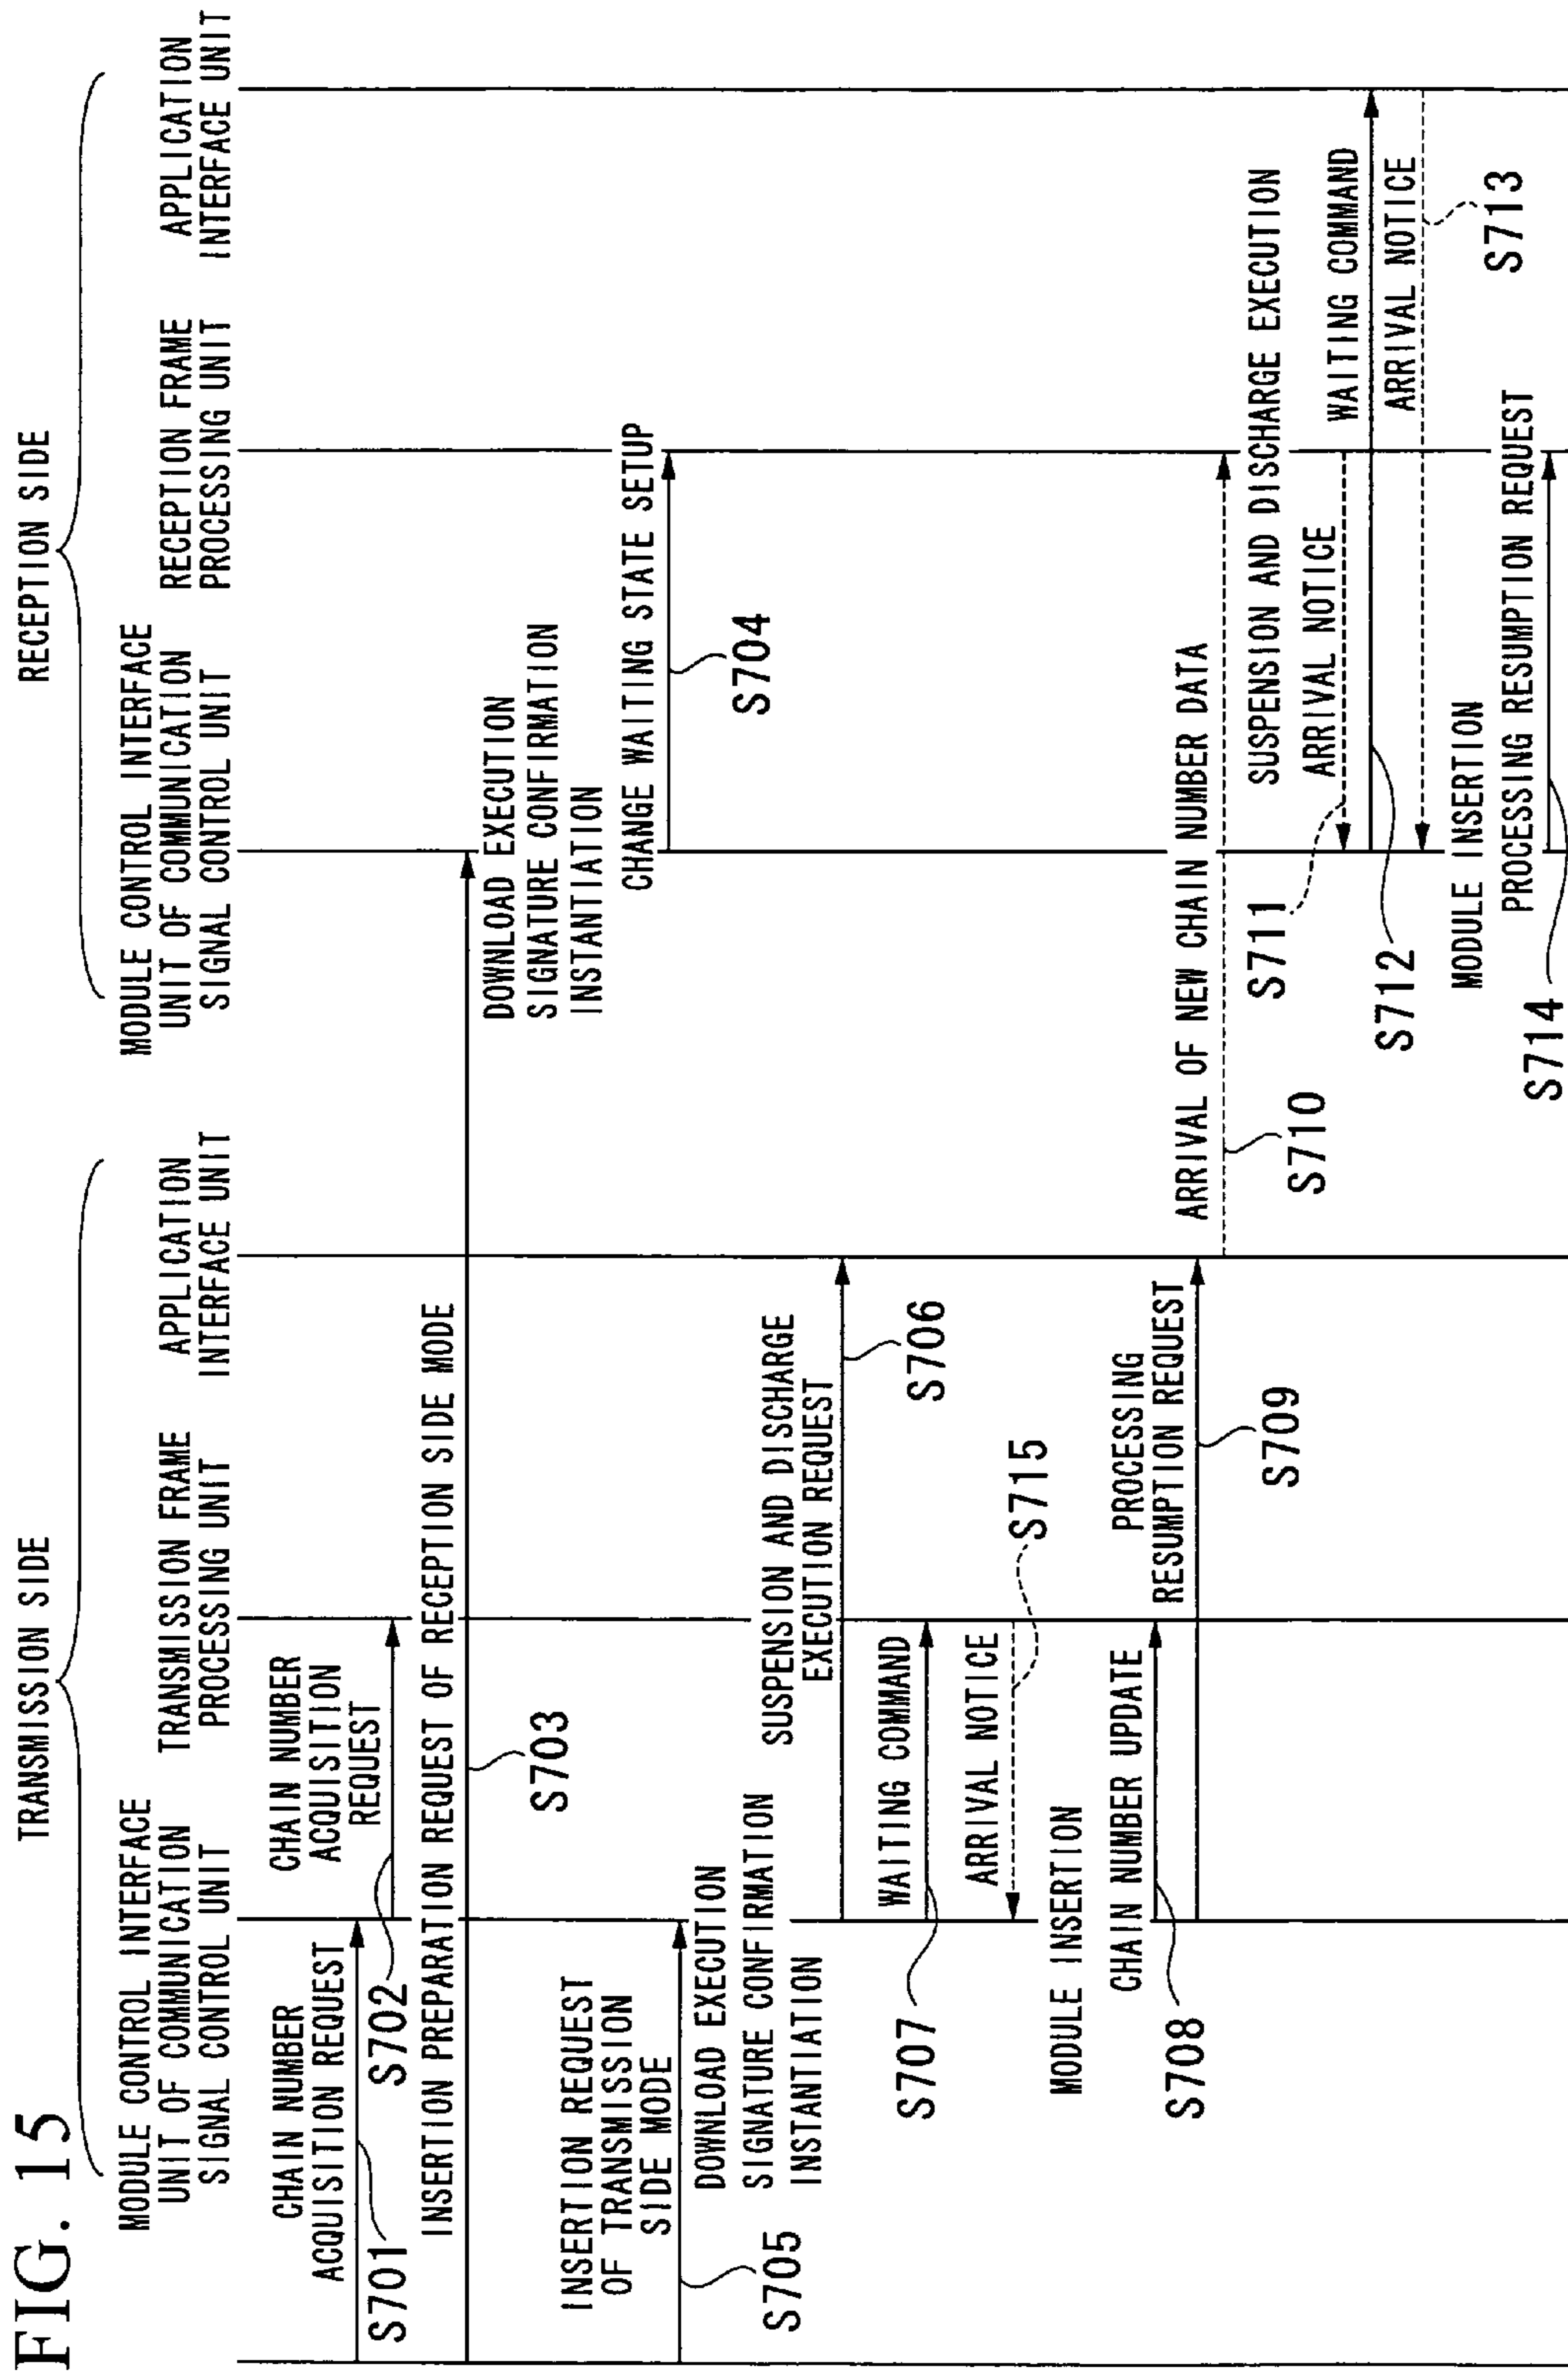 FIG. 15
TRANSMISSION SIDE
RECEPTION SIDE
MODULE CONTROL INTERFACE
UNIT OF COMMUNICATION
SIGNAL CONTROL UNIT
TRANSMISSION FRAME
PROCESSING UNIT
APPLICATION
INTERFACE UNIT
MODULE CONTROL INTERFACE
UNIT OF COMMUNICATION
SIGNAL CONTROL UNIT
RECEPTION FRAME
PROCESSING UNIT
APPLICATION
INTERFACE UNIT
CHAIN NUMBER
ACQUISITION REQUEST
S701
CHAIN NUMBER
ACQUISITION
REQUEST
S702
INSERTION PREPARATION REQUEST OF RECEPTION SIDE MODE
S703
DOWNLOAD EXECUTION
SIGNATURE CONFIRMATION
INSTANTIATION
CHANGE WAITING STATE SETUP
S704
INSERTION REQUEST
OF TRANSMISSION
SIDE MODE
S705
DOWNLOAD EXECUTION
SIGNATURE CONFIRMATION
INSTANTIATION
SUSPENSION AND DISCHARGE
EXECUTION REQUEST
S706
WAITING COMMAND
S707
ARRIVAL NOTICE
S715
MODULE INSERTION
CHAIN NUMBER UPDATE
S708
PROCESSING
RESUMPTION REQUEST
S709
ARRIVAL OF NEW CHAIN NUMBER DATA
S710
SUSPENSION AND DISCHARGE EXECUTION
ARRIVAL NOTICE
S711
WAITING COMMAND
S712
ARRIVAL NOTICE
S713
MODULE INSERTION
PROCESSING RESUMPTION REQUEST
S714